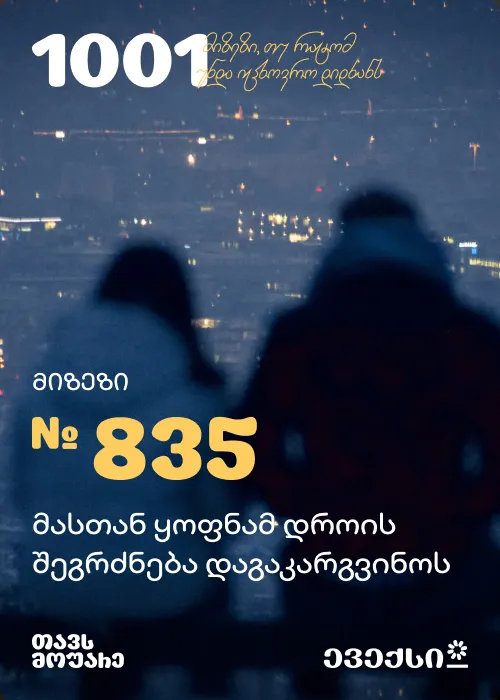 1001 მიზეზი, თუ რატომ
უნდა იცხოვრო დიდხანს
მიზეზი
№ 835
მასთან ყოფნამ დროის
შეგრძნება დაგაკარგვინოს
თავს
მოუარე
ევექსი